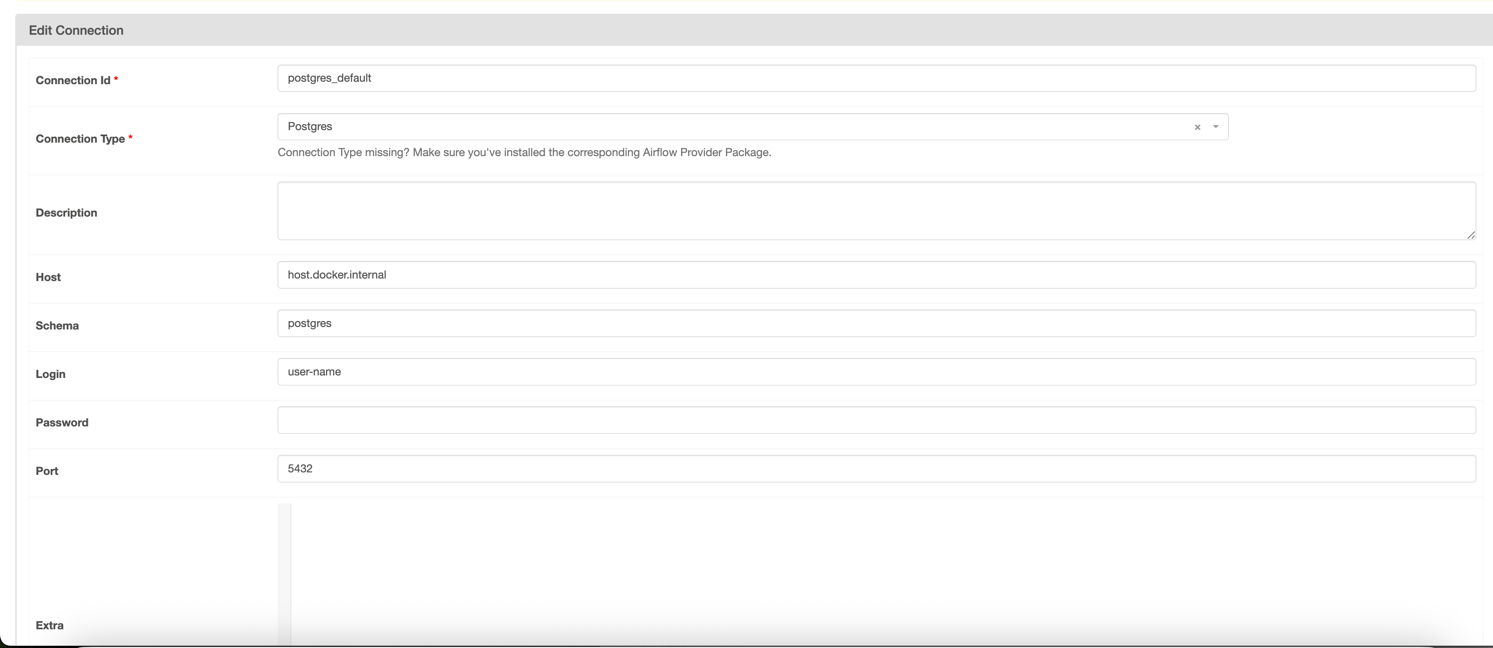 Edit Connection
Connection Id *
postgres_default
Connection Type *
Postgres × 
Connection Type missing? Make sure you've installed the corresponding Airflow Provider Package.
Description
Host
host.docker.internal
Schema
postgres
Login
user-name
Password
Port
5432
Extra